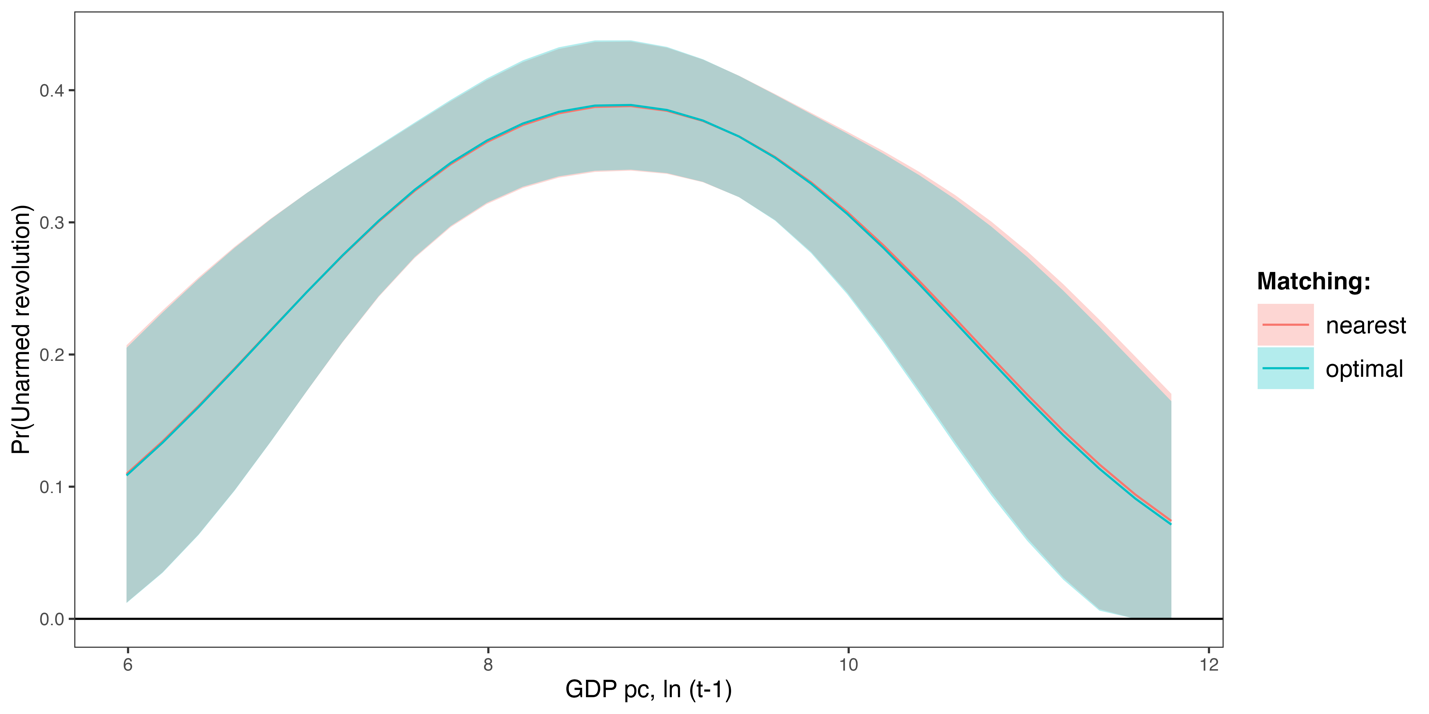 Pr(Unarmed revolution)
0.4
0.3
0.2
0.1
0.0
6 8 10 12
GDP pc, ln (t-1)
Matching:
nearest
optimal